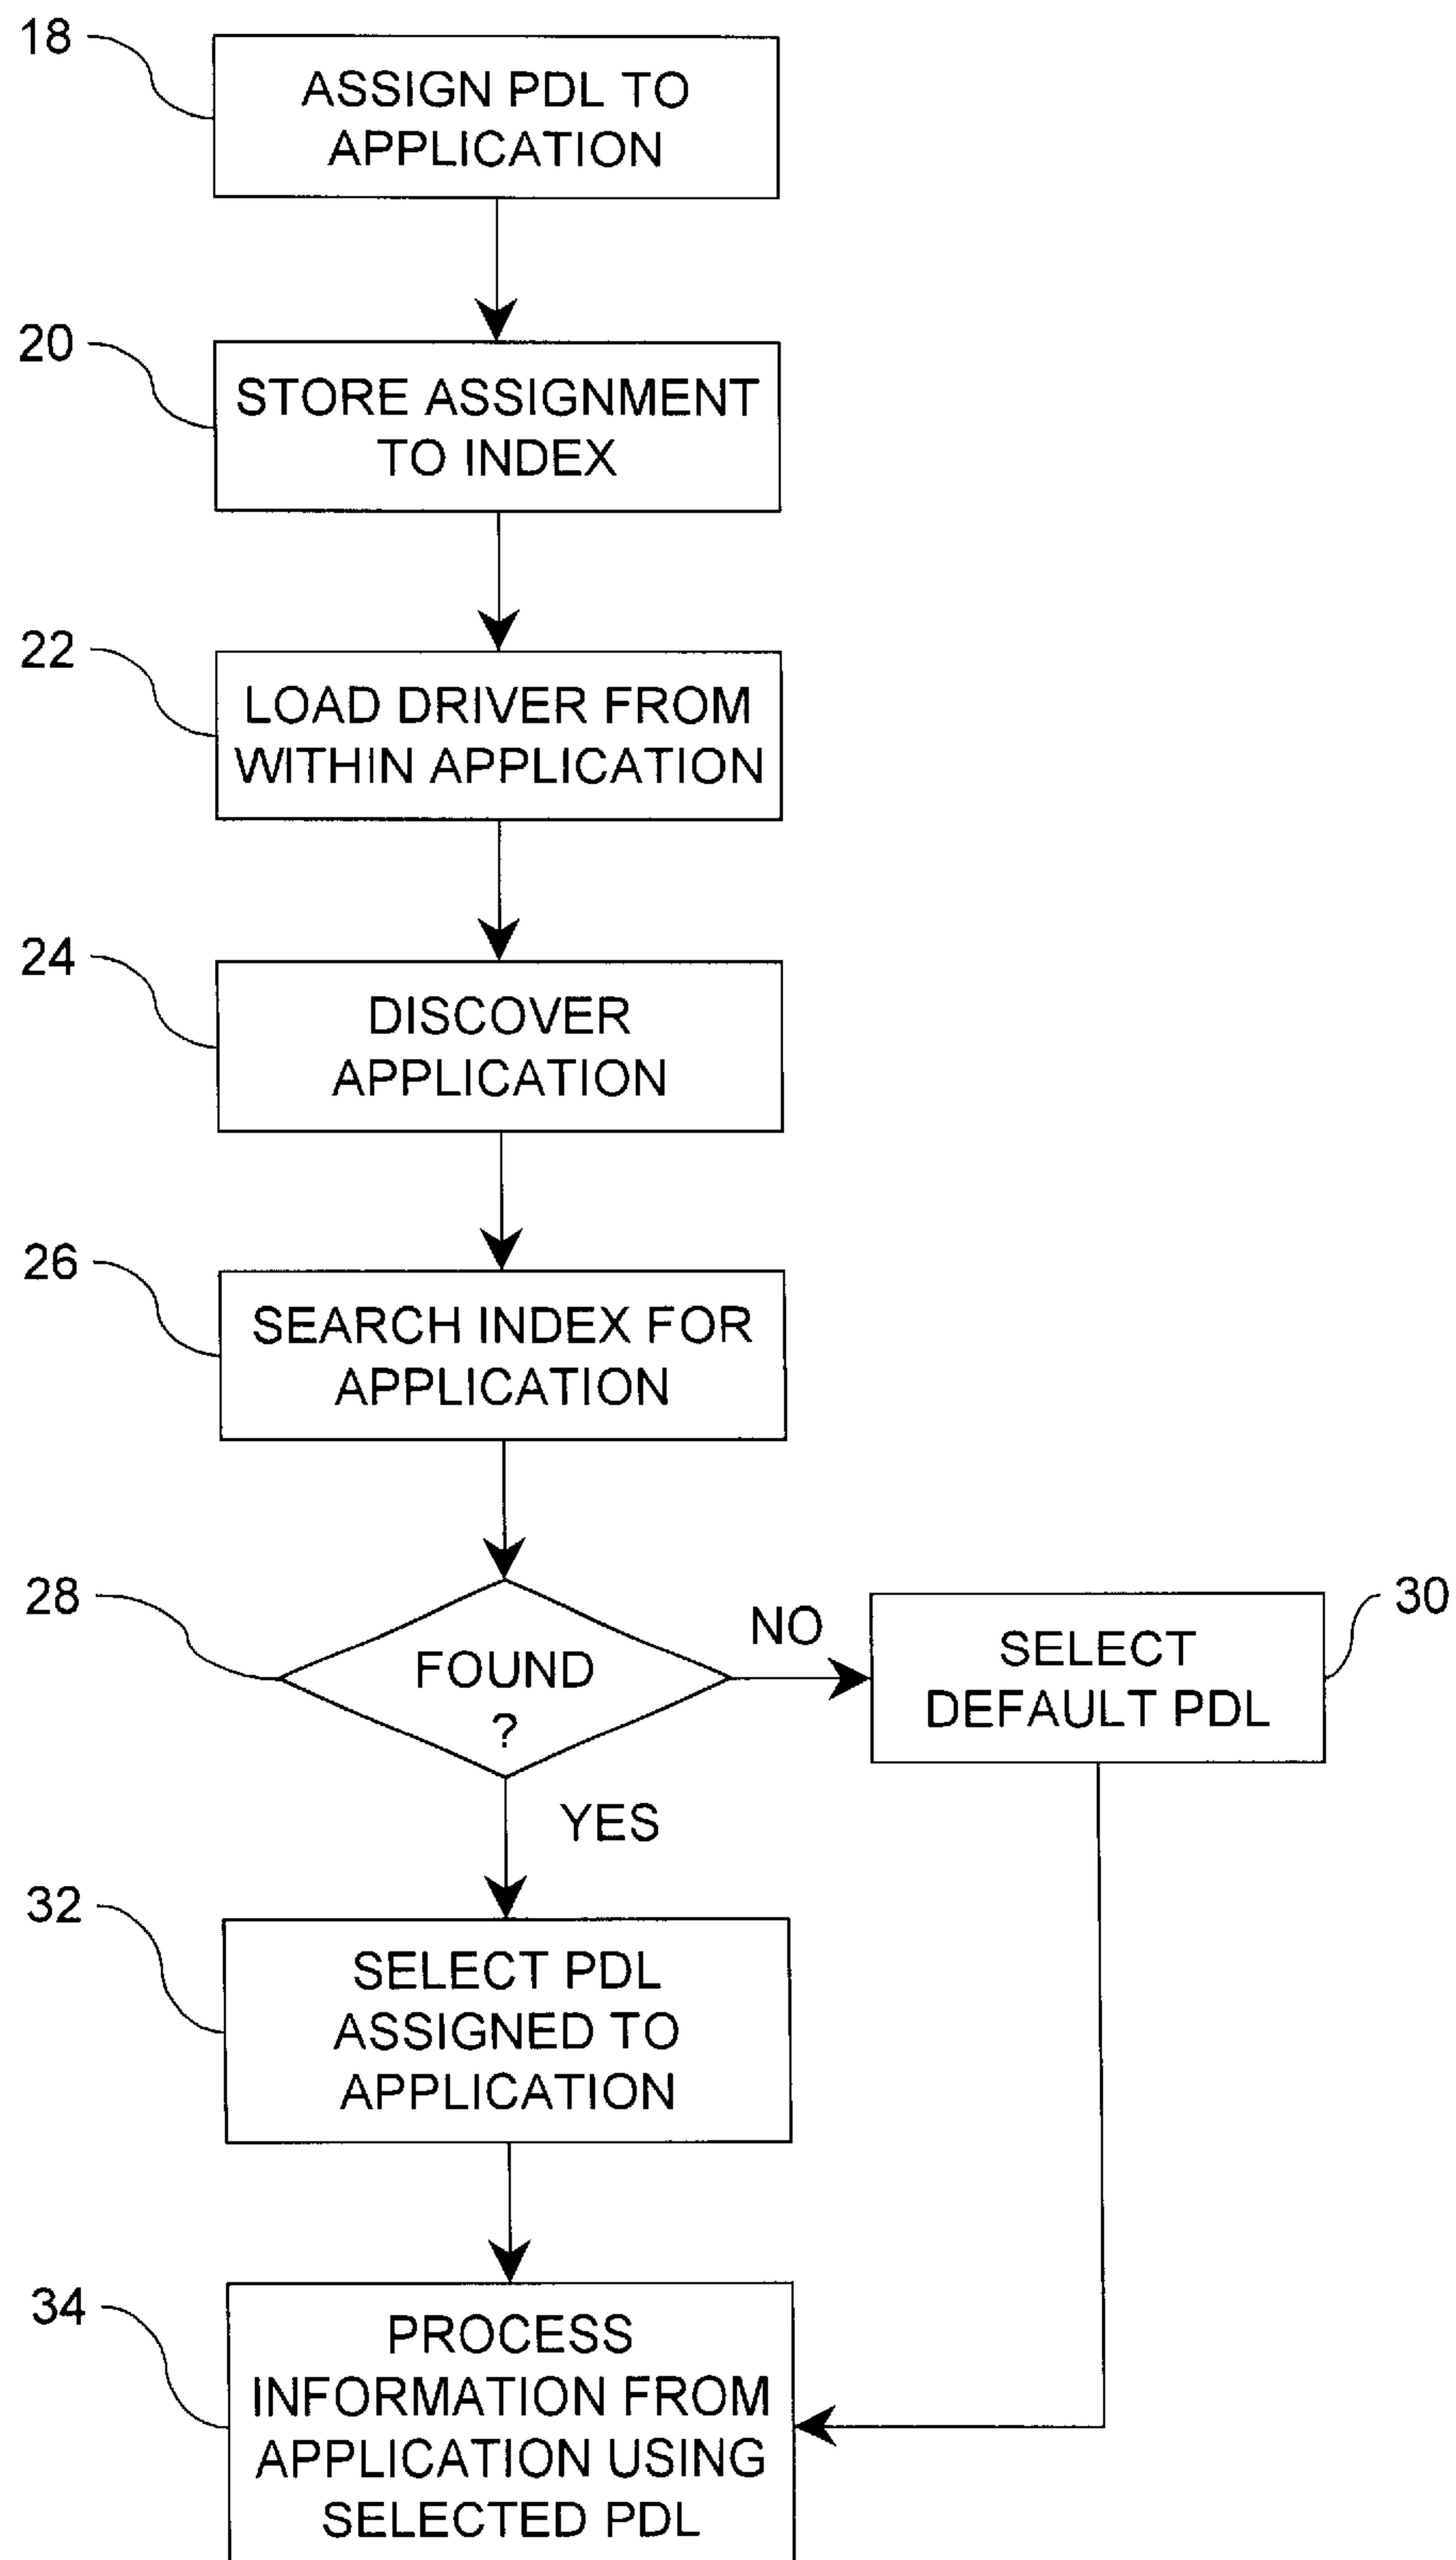 18
ASSIGN PDL TO
APPLICATION
20
STORE ASSIGNMENT
TO INDEX
22
LOAD DRIVER FROM
WITHIN APPLICATION
24
DISCOVER
APPLICATION
26
SEARCH INDEX FOR
APPLICATION
28
FOUND
?
NO
30
SELECT
DEFAULT PDL
YES
32
SELECT PDL
ASSIGNED TO
APPLICATION
34
PROCESS
INFORMATION FROM
APPLICATION USING
SELECTED PDL